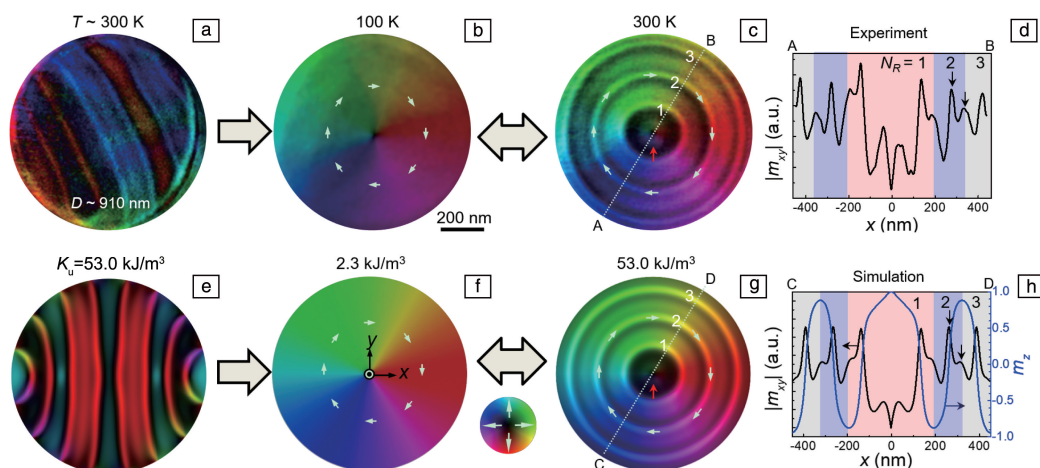 T ~ 300 K
a
100 K
b
300 K
c
Experiment
d
D ~ 910 nm
200 nm
A
B
1
2
3
A
B
N_R = 1
2
3
|m_xy| (a.u.)
-400 -200 0 200 400
x (nm)
K_u=53.0 kJ/m³
e
2.3 kJ/m³
f
53.0 kJ/m³
g
Simulation
h
y
x
C
D
1
2
3
C
D
1
2
3
|m_xy| (a.u.)
1.0
0.5
0.0
-0.5
-1.0
m_z
-400 -200 0 200 400
x (nm)